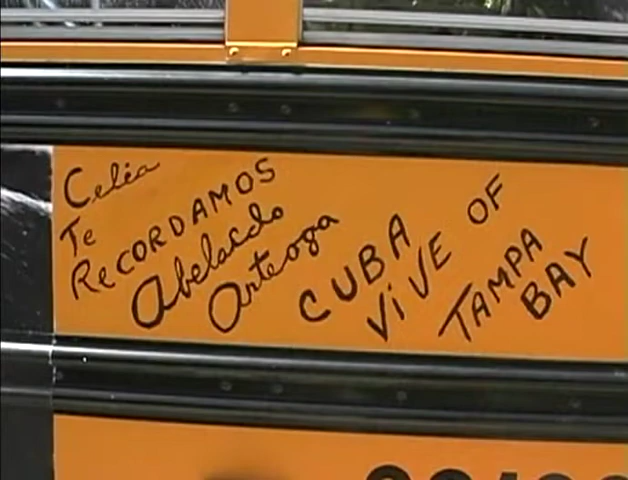 Celia
Te
RECORDAMOS
Abelardo
Arteaga
CUBA
ViVE OF
TAMPA
BAY